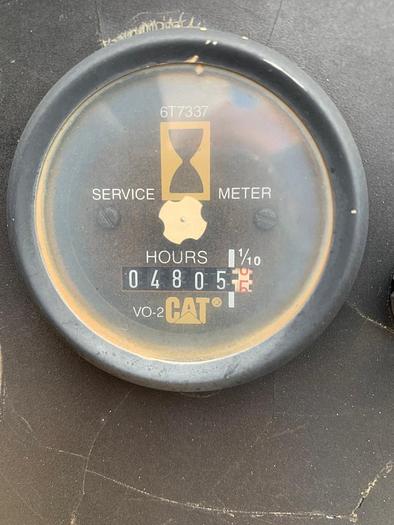 6T7337
SERVICE METER
HOURS 1/10
04805
VO-2 CAT®